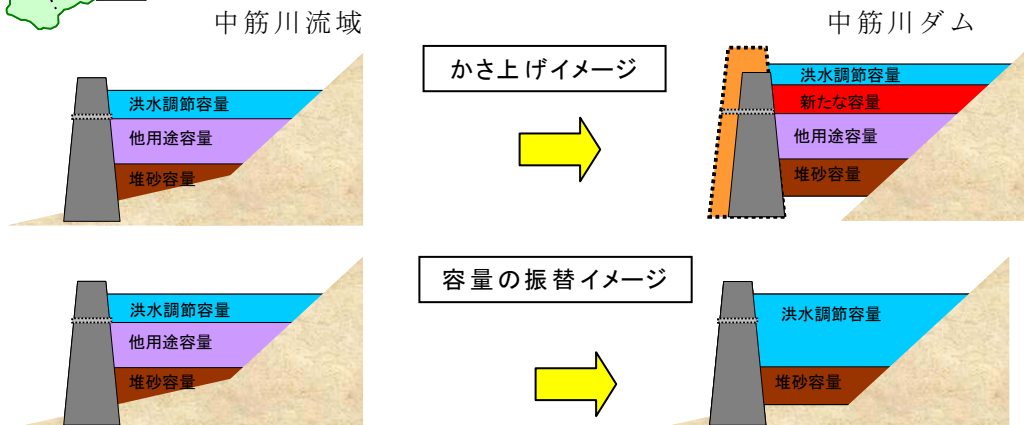 中筋川流域
中筋川ダム
かさ上げイメージ
洪水調節容量
他用途容量
堆砂容量
洪水調節容量
新たな容量
他用途容量
堆砂容量
容量の振替イメージ
洪水調節容量
他用途容量
堆砂容量
洪水調節容量
堆砂容量